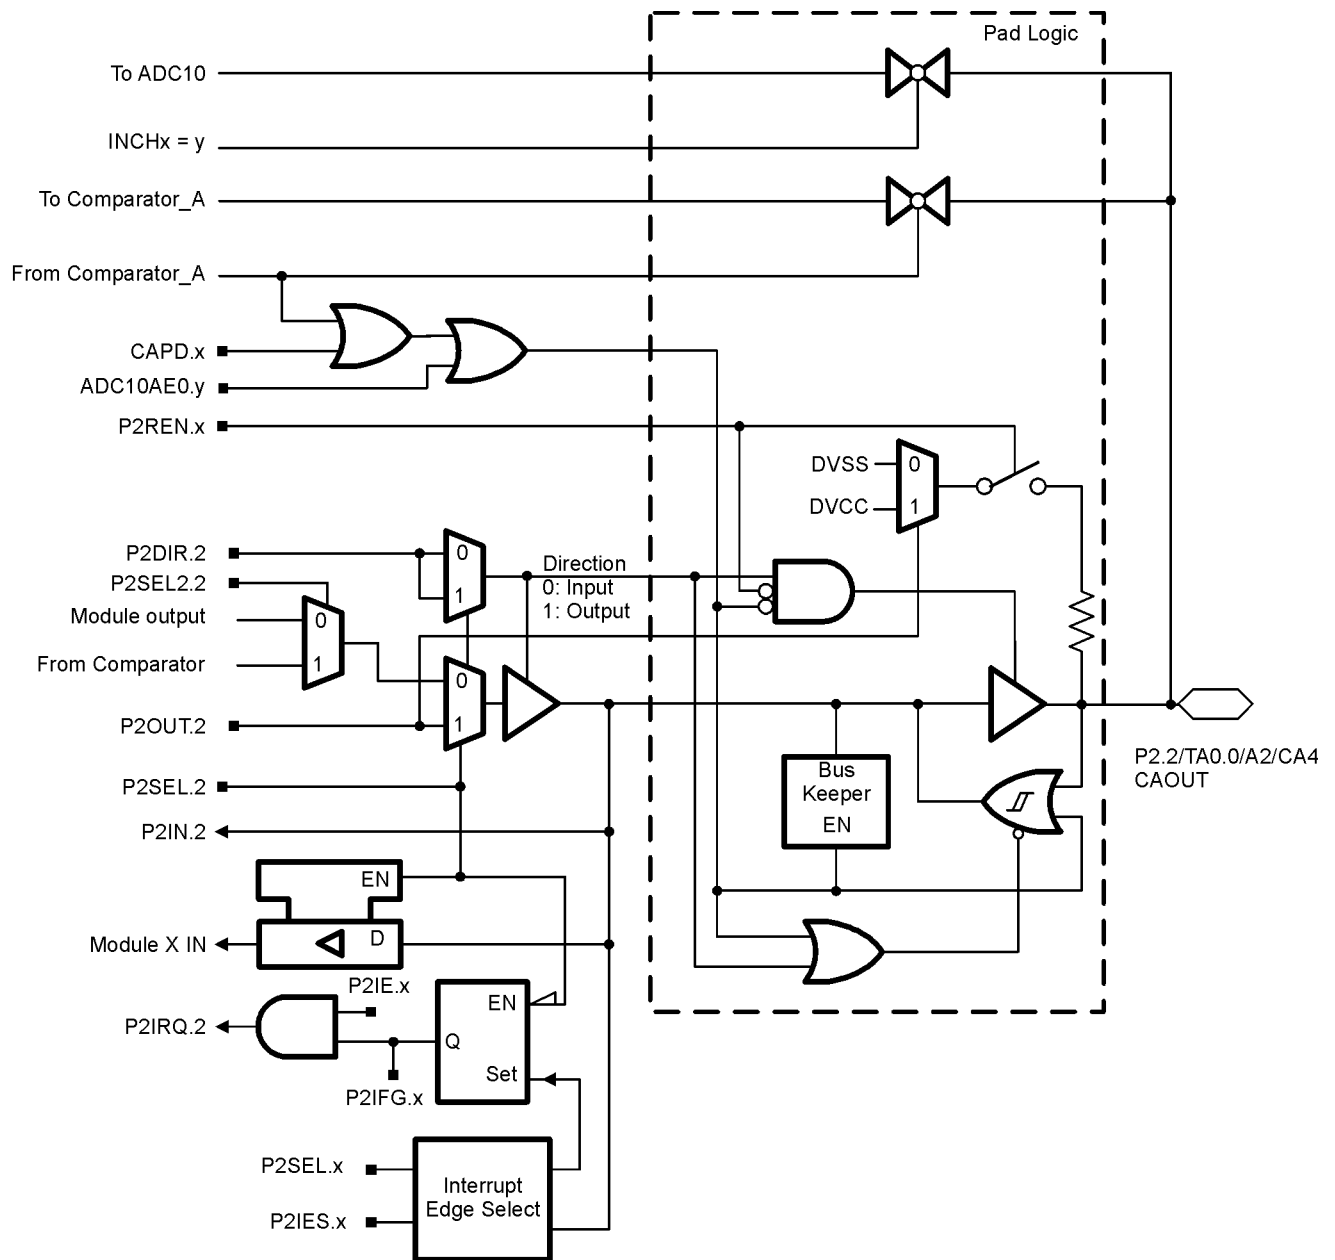 Pad Logic
To ADC10
INCHx = y
To Comparator_A
From Comparator_A
CAPD.x
ADC10AE0.y
P2REN.x
DVSS
0
DVCC
1
P2DIR.2
0
1
Direction
0: Input
1: Output
P2SEL2.2
Module output
0
From Comparator
1
0
P2OUT.2
1
P2SEL.2
P2IN.2
Bus
Keeper
EN
P2.2/TA0.0/A2/CA4
CAOUT
EN
Module X IN
D
P2IE.x
P2IRQ.2
EN
Q
Set
P2IFG.x
P2SEL.x
P2IES.x
Interrupt
Edge Select